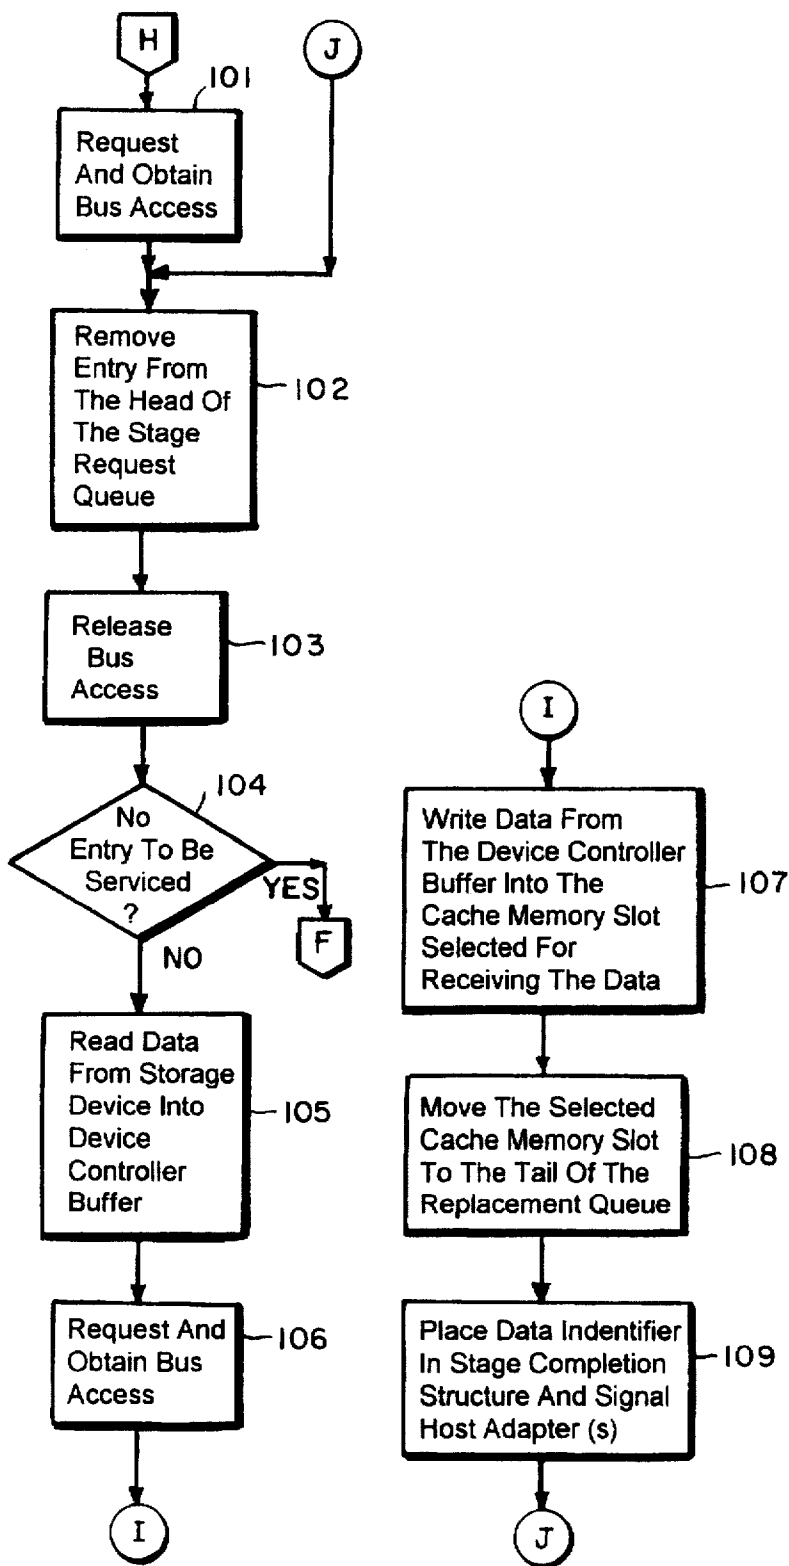 H
J
101
Request
And Obtain
Bus Access
Remove
Entry From
The Head Of
The Stage
Request
Queue
102
Release
Bus
Access
103
104
No
Entry To Be
Serviced
?
YES
F
NO
Read Data
From Storage
Device Into
Device
Controller
Buffer
105
Request And
Obtain Bus
Access
106
I
I
Write Data From
The Device Controller
Buffer Into The
Cache Memory Slot
Selected For
Receiving The Data
107
Move The Selected
Cache Memory Slot
To The Tail Of The
Replacement Queue
108
Place Data Indentifier
In Stage Completion
Structure And Signal
Host Adapter (s)
109
J